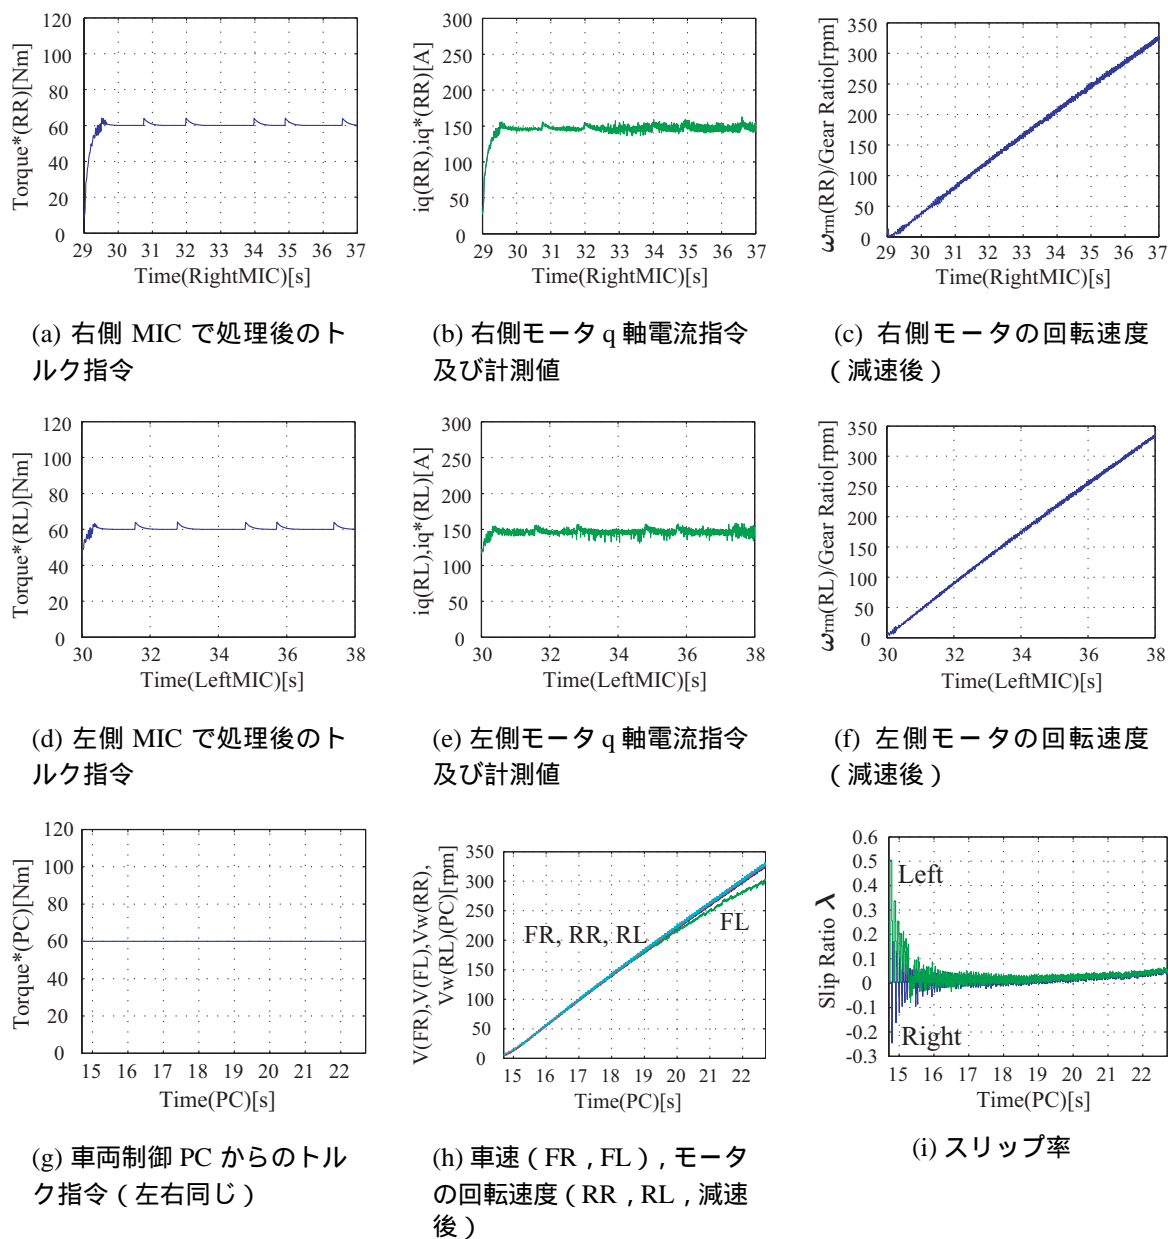 Torque*(RR)[Nm]
120
100
80
60
40
20
0
29 30 31 32 33 34 35 36 37
Time(RightMIC)[s]
(a) 右側 MIC で処理後のト
ルク指令
iq(RR),iq*(RR)[A]
300
250
200
150
100
50
0
29 30 31 32 33 34 35 36 37
Time(RightMIC)[s]
(b) 右側モータ q 軸電流指令
及び計測値
ωrm(RR)/Gear Ratio[rpm]
350
300
250
200
150
100
50
0
29 30 31 32 33 34 35 36 37
Time(RightMIC)[s]
(c) 右側モータの回転速度
(減速後)
Torque*(RL)[Nm]
120
100
80
60
40
20
0
30 32 34 36 38
Time(LeftMIC)[s]
(d) 左側 MIC で処理後のト
ルク指令
iq(RL),iq*(RL)[A]
300
250
200
150
100
50
0
30 32 34 36 38
Time(LeftMIC)[s]
(e) 左側モータ q 軸電流指令
及び計測値
ωrm(RL)/Gear Ratio[rpm]
350
300
250
200
150
100
50
0
30 32 34 36 38
Time(LeftMIC)[s]
(f) 左側モータの回転速度
(減速後)
Torque*(PC)[Nm]
120
100
80
60
40
20
0
15 16 17 18 19 20 21 22
Time(PC)[s]
(g) 車両制御 PC からのトル
ク指令(左右同じ)
V(FR),V(FL),Vw(RR),
Vw(RL)(PC)[rpm]
350
300
250
200
150
100
50
0
FR, RR, RL
FL
15 16 17 18 19 20 21 22
Time(PC)[s]
(h) 車速(FR , FL), モータ
の回転速度(RR , RL , 減速
後)
Slip Ratio λ
0.6
0.5
0.4
0.3
0.2
0.1
0
-0.1
-0.2
-0.3
Left
Right
15 16 17 18 19 20 21 22
Time(PC)[s]
(i) スリップ率